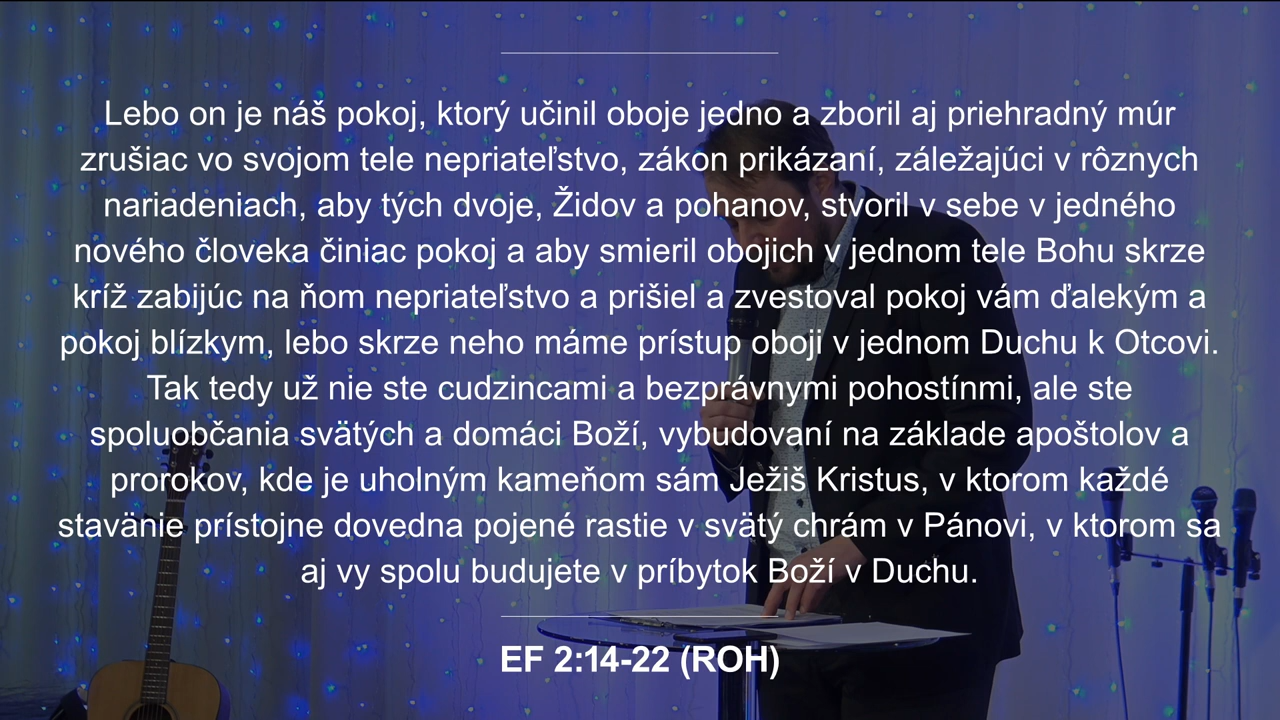 Lebo on je náš pokoj, ktorý učinil oboje jedno a zboril aj priehradný múr
zrušiac vo svojom tele nepriateľstvo, zákon prikázaní, záležajúci v rôznych
nariadeniach, aby tých dvoje, Židov a pohanov, stvoril v sebe v jedného
nového človeka činiac pokoj a aby smieril obojich v jednom tele Bohu skrze
kríž zabijúc na ňom nepriateľstvo a prišiel a zvestoval pokoj vám ďalekým a
pokoj blízkym, lebo skrze neho máme prístup oboji v jednom Duchu k Otcovi.
Tak tedy už nie ste cudzincami a bezprávnymi pohostínmi, ale ste
spoluobčania svätých a domáci Boží, vybudovaní na základe apoštolov a
prorokov, kde je uholným kameňom sám Ježiš Kristus, v ktorom každé
stavänie prístojne dovedna pojené rastie v svätý chrám v Pánovi, v ktorom sa
aj vy spolu budujete v príbytok Boží v Duchu.
EF 2:14-22 (ROH)